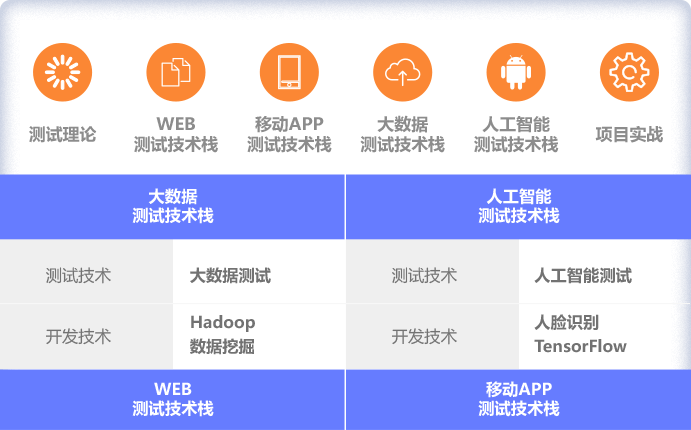 测试理论
WEB
测试技术栈
移动APP
测试技术栈
大数据
测试技术栈
人工智能
测试技术栈
项目实战
大数据
测试技术栈
人工智能
测试技术栈
测试技术
大数据测试
测试技术
人工智能测试
开发技术
Hadoop
数据挖掘
开发技术
人脸识别
TensorFlow
WEB
测试技术栈
移动APP
测试技术栈